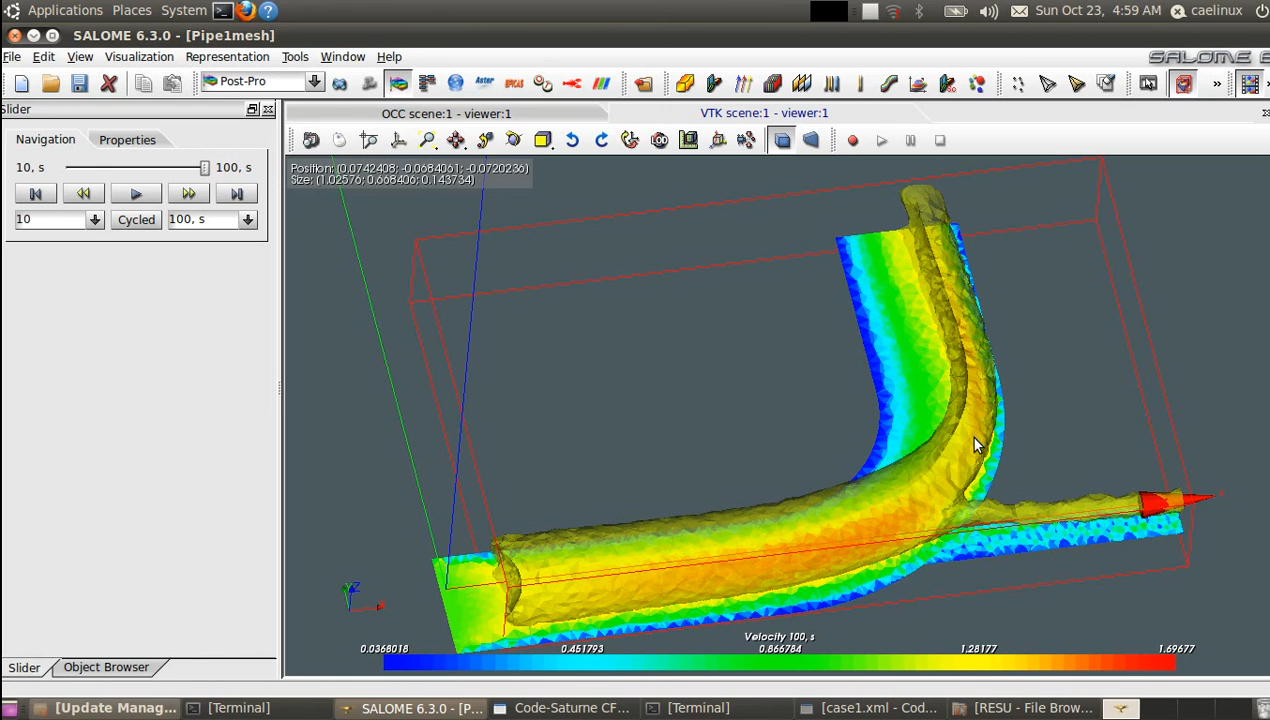 Applications Places System
Sun Oct 23, 4:59 AM caelinux
SALOME 6.3.0 - [Pipe1mesh]
File Edit View Visualization Representation Tools Window Help
SALOME
Post-Pro
Aster
Slider
OCC scene:1 - viewer:1
VTK scene:1 - viewer:1
Navigation Properties
LOD
10, s 100, s
Position: (0.0742408; -0.0684061; -0.0720236)
Size: (1.02576; 0.668406; 0.143734)
10 Cycled 100, s
Z
Velocity 100, s
0.0368018 0.451793 0.866784 1.28177 1.69677
Slider Object Browser
[Update Manag... [Terminal] SALOME 6.3.0 - [P... Code-Saturne CF... [Terminal] [case1.xml - Cod... [RESU - File Brow...